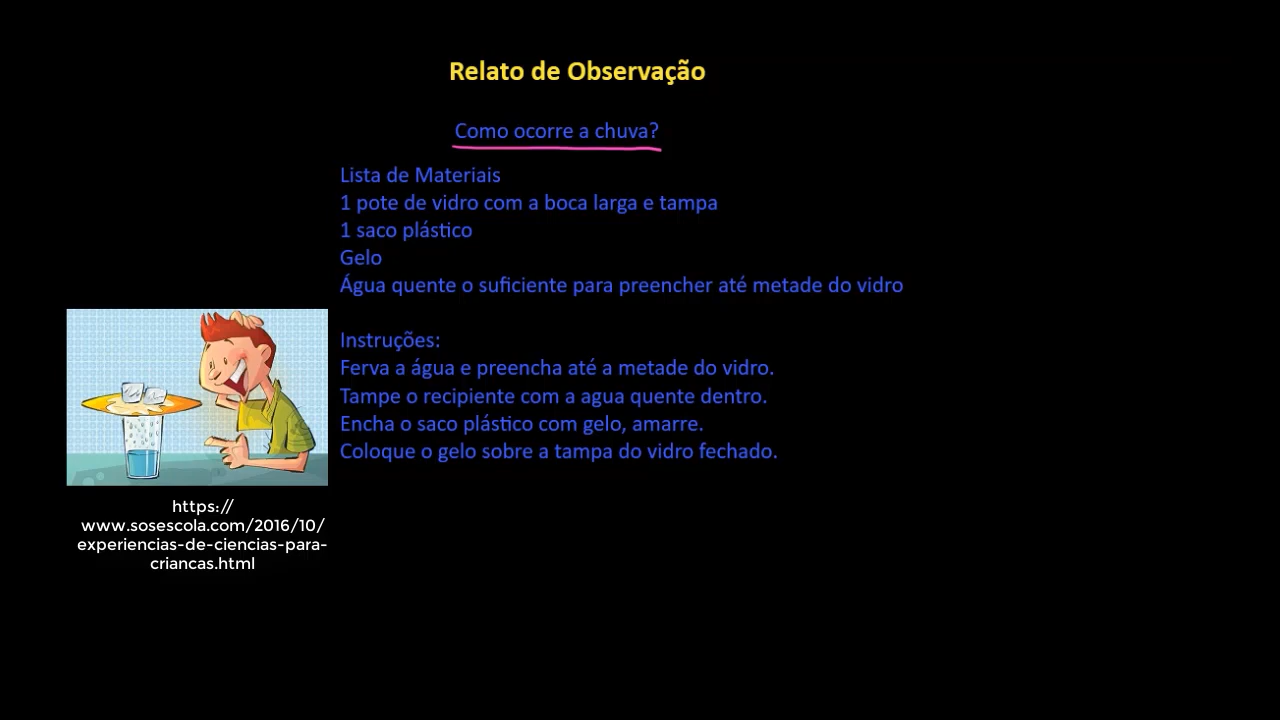 Relato de Observação
Como ocorre a chuva?
Lista de Materiais
1 pote de vidro com a boca larga e tampa
1 saco plástico
Gelo
Água quente o suficiente para preencher até metade do vidro
Instruções:
Ferva a água e preencha até a metade do vidro.
Tampe o recipiente com a agua quente dentro.
Encha o saco plástico com gelo, amarre.
Coloque o gelo sobre a tampa do vidro fechado.
https://
www.sosescola.com/2016/10/
experiencias-de-ciencias-para-
criancas.html